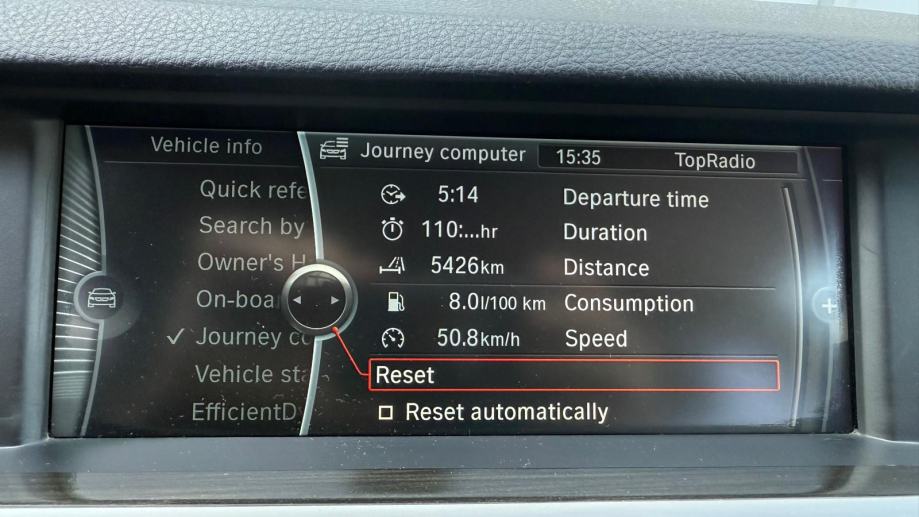 Vehicle info
Quick refe
Search by
Owner's H
On-boa
Journey co
Vehicle sta
EfficientD
Journey computer 15:35 TopRadio
5:14 Departure time
110:...hr Duration
5426km Distance
8.0l/100 km Consumption
50.8km/h Speed
Reset
Reset automatically